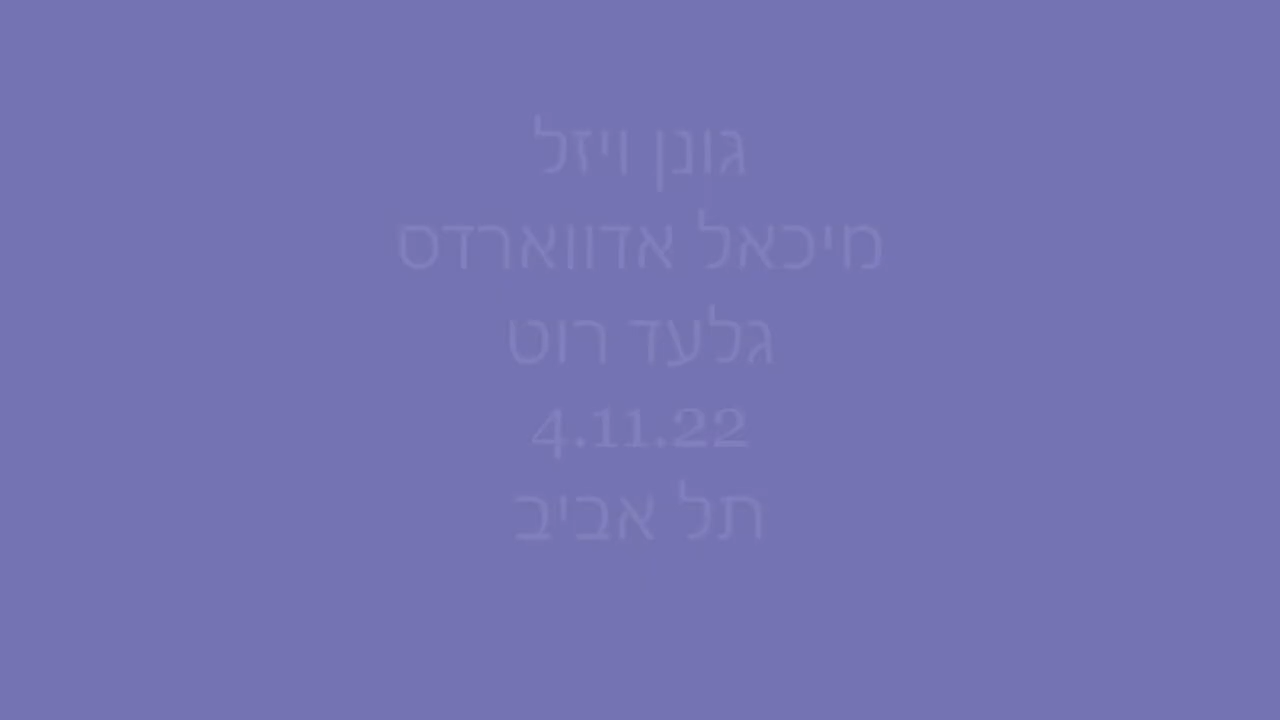 גונן ויזל
מיכאל אדווארדס
גלעד רוט
4.11.22
תל אביב